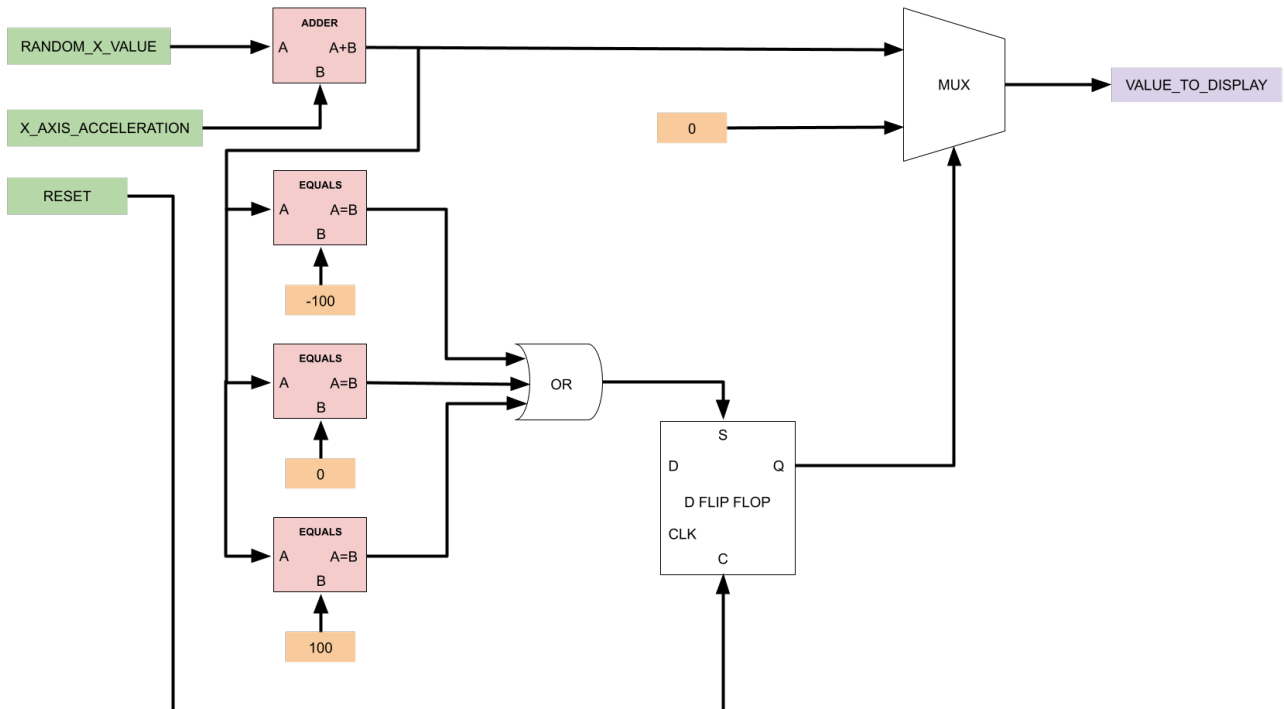 ADDER
RANDOM_X_VALUE
A A+B
B
MUX
VALUE_TO_DISPLAY
X_AXIS_ACCELERATION
0
EQUALS
RESET
A A=B
B
-100
EQUALS
A A=B
OR
B
S
0
D Q
D FLIP FLOP
EQUALS
CLK
A A=B
C
B
100